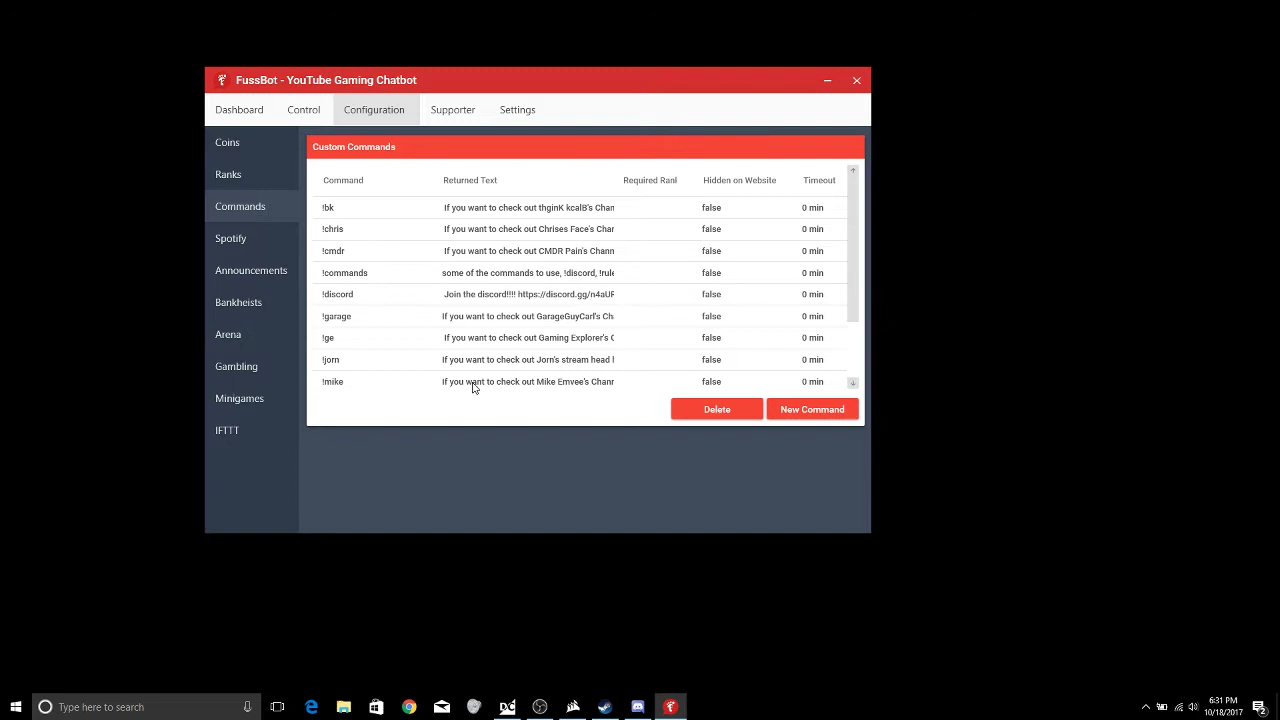 FussBot - YouTube Gaming Chatbot
Dashboard Control Configuration Supporter Settings
Coins
Ranks
Commands
Spotify
Announcements
Bankheists
Arena
Gambling
Minigames
IFTTT
Custom Commands
Command Returned Text Required Ranl Hidden on Website Timeout
!bk If you want to check out thginK kcalB's Chan false 0 min
!chris If you want to check out Chrises Face's Char false 0 min
!cmdr If you want to check out CMDR Pain's Chann false 0 min
!commands some of the commands to use, !discord, !rule false 0 min
!discord Join the discord!!!! https://discord.gg/n4aUF false 0 min
!garage If you want to check out GarageGuyCarl's Cha false 0 min
!ge If you want to check out Gaming Explorer's C false 0 min
!jorn If you want to check out Jorn's stream head false 0 min
!mike If you want to check out Mike Emvee's Chann false 0 min
Delete New Command
Type here to search
6:31 PM
10/18/2017
2